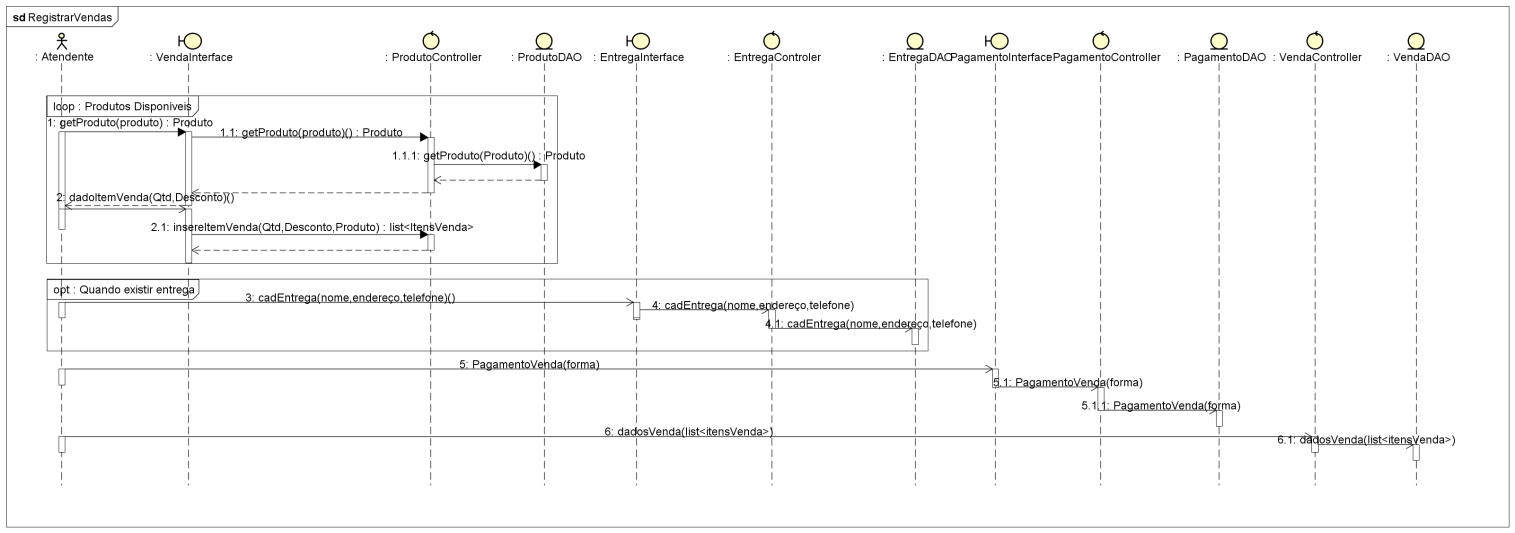 sd RegistrarVendas
: Atendente
: VendaInterface
: ProdutoController
: ProdutoDAO
: EntregaInterface
: EntregaControler
: EntregaDAO
PagamentoInterface
PagamentoController
: PagamentoDAO
: VendaController
: VendaDAO
loop : Produtos Disponiveis
1: getProduto(produto) : Produto
1.1: getProduto(produto)() : Produto
1.1.1: getProduto(Produto)() : Produto
2: dadoItemVenda(Qtd,Desconto)()
2.1: insereItemVenda(Qtd,Desconto,Produto) : list<ItensVenda>
opt : Quando existir entrega
3: cadEntrega(nome,endereço,telefone)()
4: cadEntrega(nome,endereço,telefone)
4.1: cadEntrega(nome,endereço,telefone)
5: PagamentoVenda(forma)
5.1: PagamentoVenda(forma)
5.1.1: PagamentoVenda(forma)
6: dadosVenda(list<itensVenda>)
6.1: dadosVenda(list<itensVenda>)